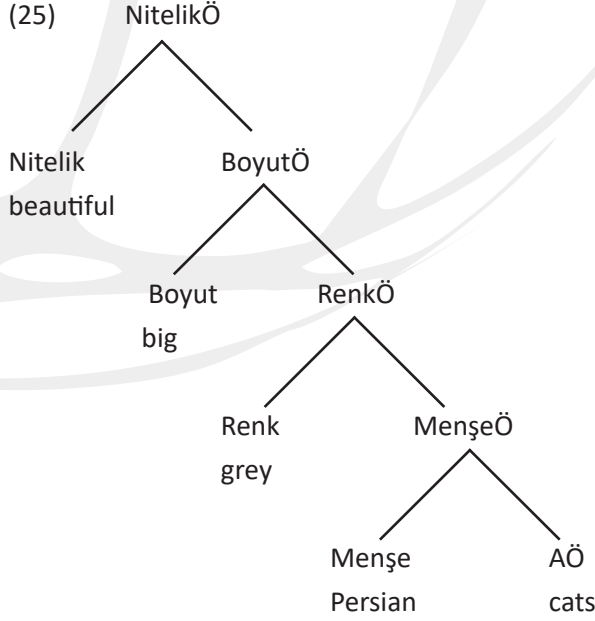 (25) NitelikÖ
Nitelik BoyutÖ
beautiful
Boyut RenkÖ
big
Renk MenşeÖ
grey
Menşe AÖ
Persian cats